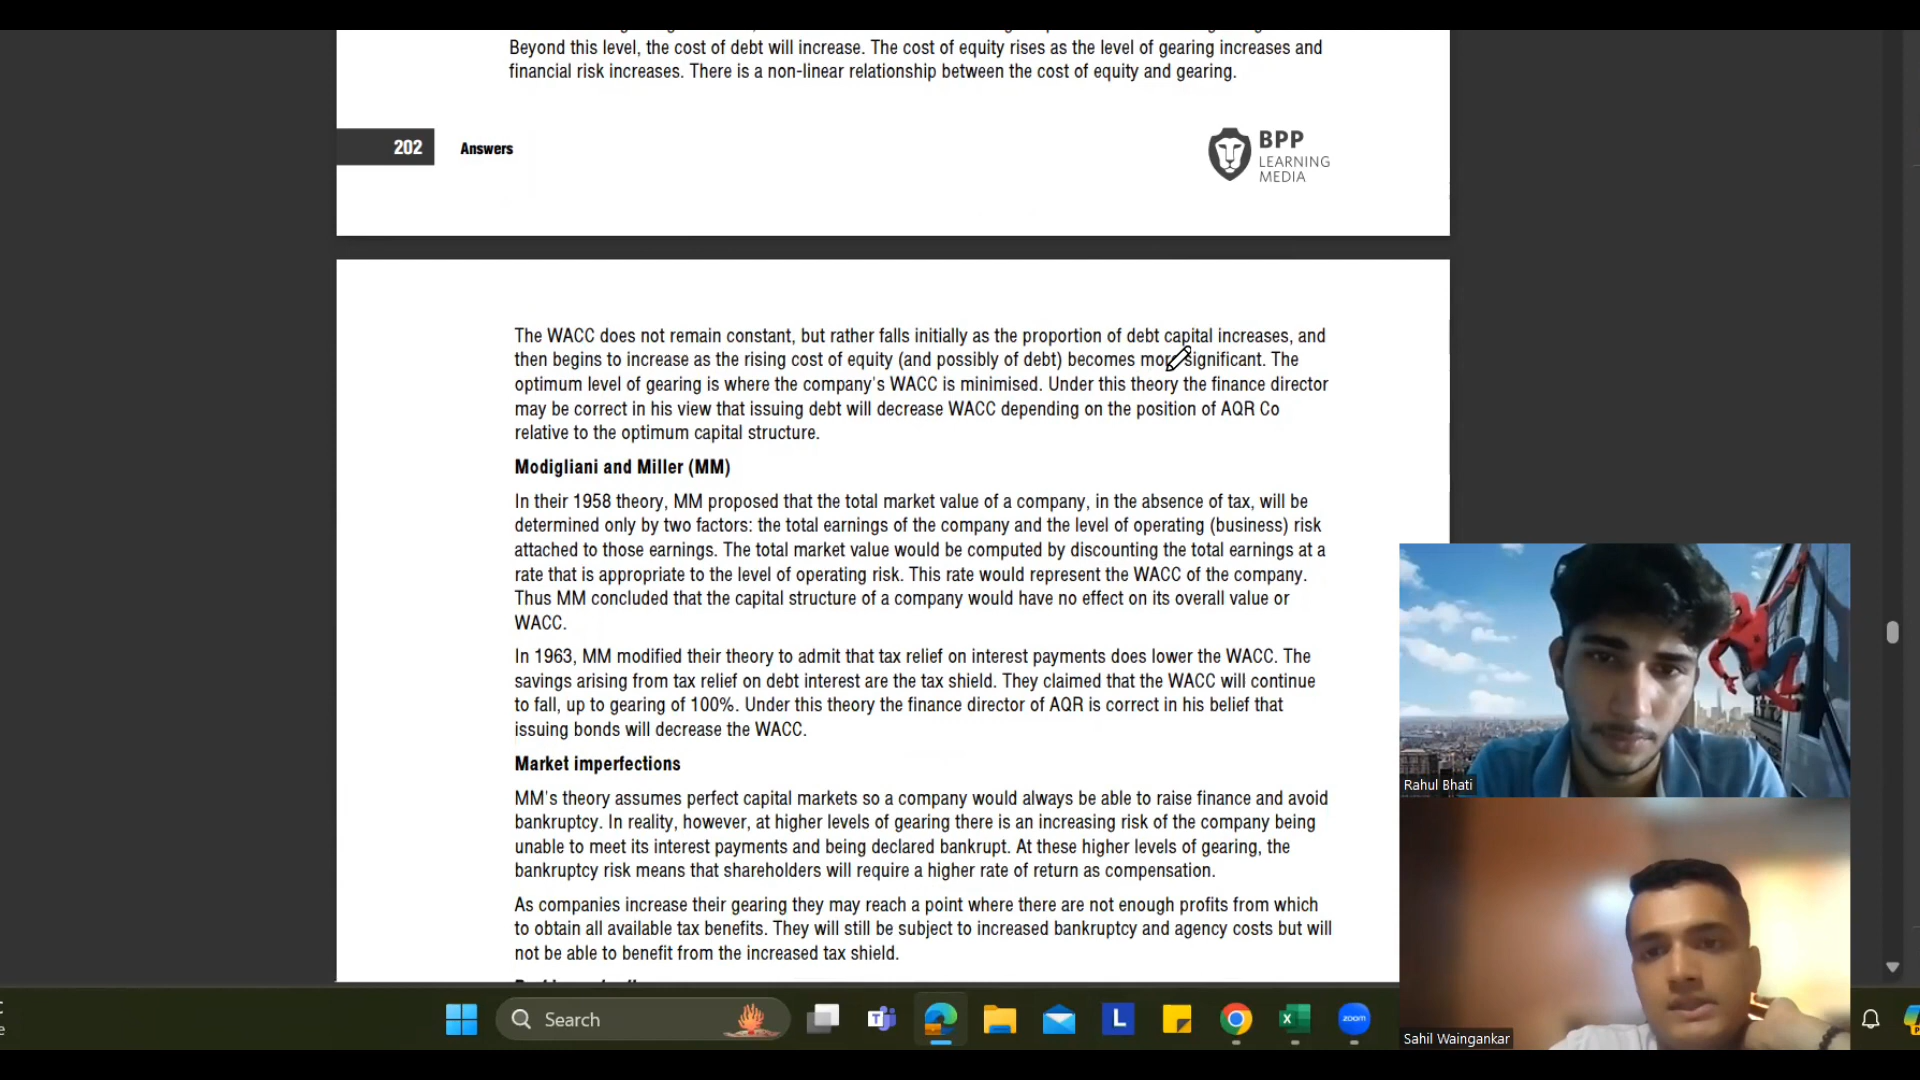 Beyond this level, the cost of debt will increase. The cost of equity rises as the level of gearing increases and
financial risk increases. There is a non-linear relationship between the cost of equity and gearing.
202 Answers
BPP
LEARNING
MEDIA
The WACC does not remain constant, but rather falls initially as the proportion of debt capital increases, and
then begins to increase as the rising cost of equity (and possibly of debt) becomes more significant. The
optimum level of gearing is where the company's WACC is minimised. Under this theory the finance director
may be correct in his view that issuing debt will decrease WACC depending on the position of AQR Co
relative to the optimum capital structure.
Modigliani and Miller (MM)
In their 1958 theory, MM proposed that the total market value of a company, in the absence of tax, will be
determined only by two factors: the total earnings of the company and the level of operating (business) risk
attached to those earnings. The total market value would be computed by discounting the total earnings at a
rate that is appropriate to the level of operating risk. This rate would represent the WACC of the company.
Thus MM concluded that the capital structure of a company would have no effect on its overall value or
WACC.
In 1963, MM modified their theory to admit that tax relief on interest payments does lower the WACC. The
savings arising from tax relief on debt interest are the tax shield. They claimed that the WACC will continue
to fall, up to gearing of 100%. Under this theory the finance director of AQR is correct in his belief that
issuing bonds will decrease the WACC.
Market imperfections
MM's theory assumes perfect capital markets so a company would always be able to raise finance and avoid
bankruptcy. In reality, however, at higher levels of gearing there is an increasing risk of the company being
unable to meet its interest payments and being declared bankrupt. At these higher levels of gearing, the
bankruptcy risk means that shareholders will require a higher rate of return as compensation.
As companies increase their gearing they may reach a point where there are not enough profits from which
to obtain all available tax benefits. They will still be subject to increased bankruptcy and agency costs but will
not be able to benefit from the increased tax shield.
Rahul Bhati
Sahil Waingankar
Search
L
zoom